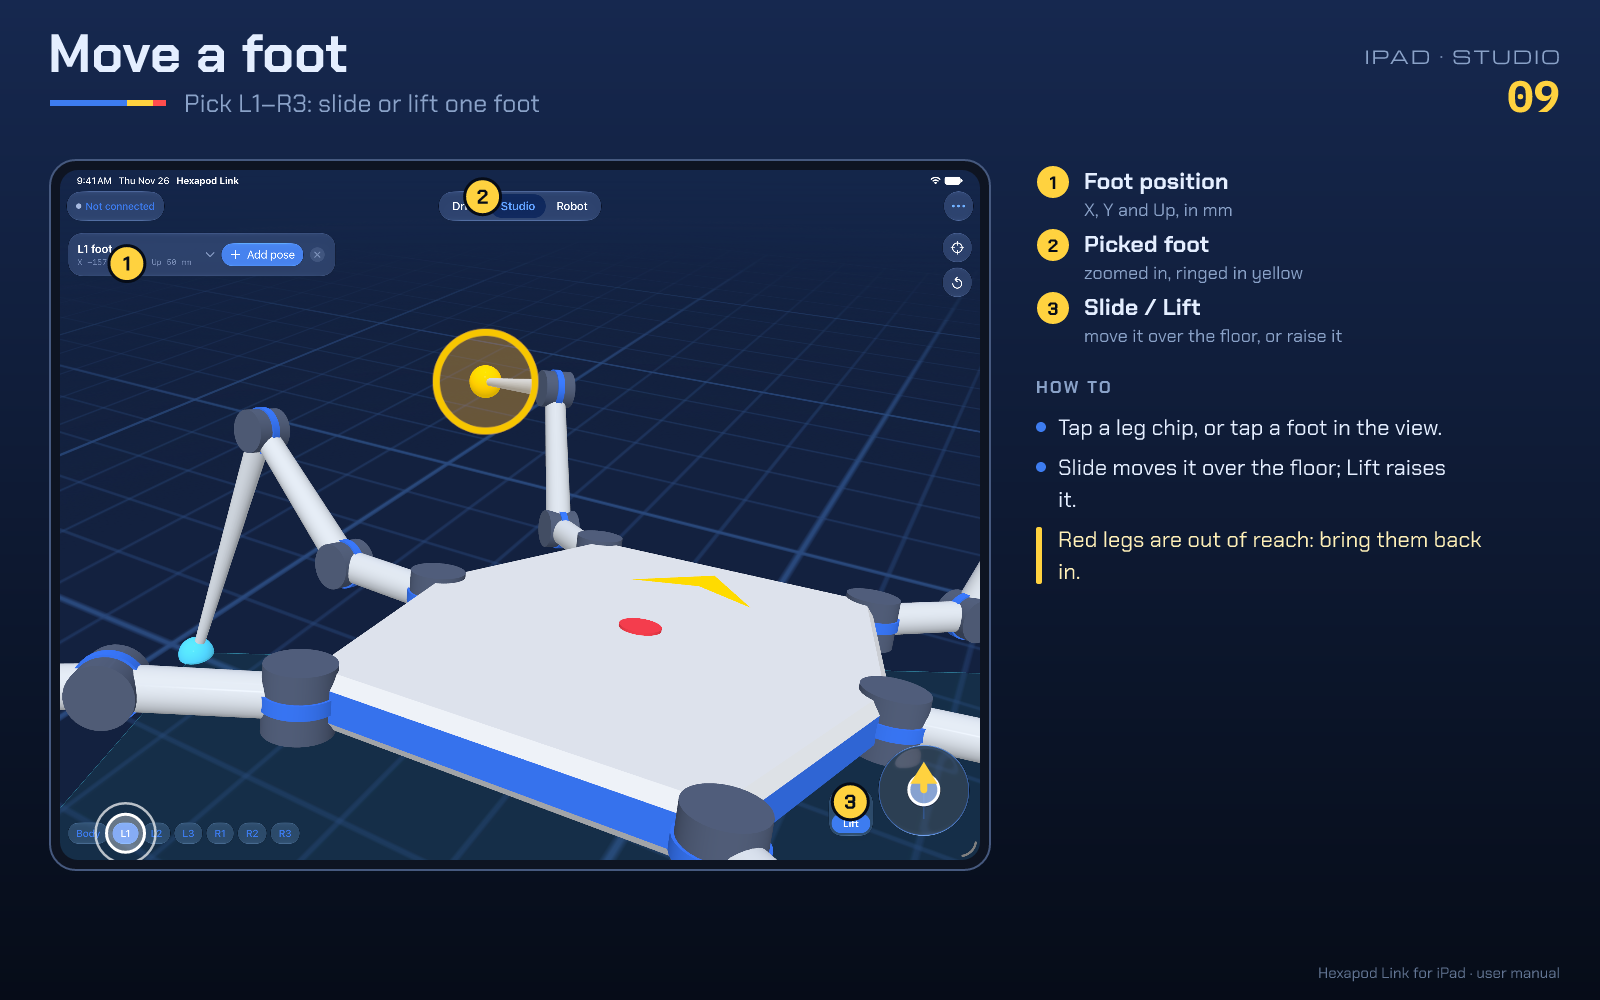 Move a foot
Pick L1–R3: slide or lift one foot
IPAD · STUDIO
09
9:41 AM Thu Nov 26 Hexapod Link
Not connected
2
Studio
Robot
L1 foot
X -157
1
Up 50 mm
+ Add pose
3
Lift
L1
L3
R1
R2
R3
1 Foot position
X, Y and Up, in mm
2 Picked foot
zoomed in, ringed in yellow
3 Slide / Lift
move it over the floor, or raise it
HOW TO
Tap a leg chip, or tap a foot in the view.
Slide moves it over the floor; Lift raises
it.
Red legs are out of reach: bring them back
in.
Hexapod Link for iPad · user manual